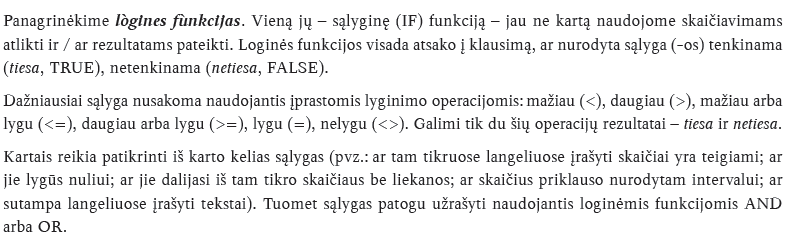 Panagrinėkime lògines fùnkcijas. Vieną jų – sąlyginę (IF) funkciją – jau ne kartą naudojome skaičiavimams
atlikti ir / ar rezultatams pateikti. Loginės funkcijos visada atsako į klausimą, ar nurodyta sąlyga (-os) tenkinama
(tiesa, TRUE), netenkinama (netiesa, FALSE).
Dažniausiai sąlyga nusakoma naudojantis įprastomis lyginimo operacijomis: mažiau (<), daugiau (>), mažiau arba
lygu (<=), daugiau arba lygu (>=), lygu (=), nelygu (<>). Galimi tik du šių operacijų rezultatai – tiesa ir netiesa.
Kartais reikia patikrinti iš karto kelias sąlygas (pvz.: ar tam tikruose langeliuose įrašyti skaičiai yra teigiami; ar
jie lygūs nuliui; ar jie dalijasi iš tam tikro skaičiaus be liekanos; ar skaičius priklauso nurodytam intervalui; ar
sutampa langeliuose įrašyti tekstai). Tuomet sąlygas patogu užrašyti naudojantis loginėmis funkcijomis AND
arba OR.